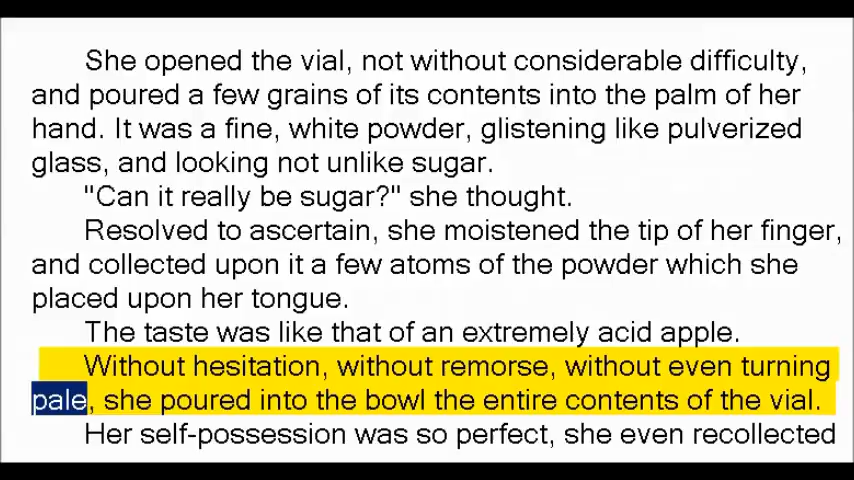 She opened the vial, not without considerable difficulty,
and poured a few grains of its contents into the palm of her
hand. It was a fine, white powder, glistening like pulverized
glass, and looking not unlike sugar.
"Can it really be sugar?" she thought.
Resolved to ascertain, she moistened the tip of her finger,
and collected upon it a few atoms of the powder which she
placed upon her tongue.
The taste was like that of an extremely acid apple.
Without hesitation, without remorse, without even turning
pale, she poured into the bowl the entire contents of the vial.
Her self-possession was so perfect, she even recollected